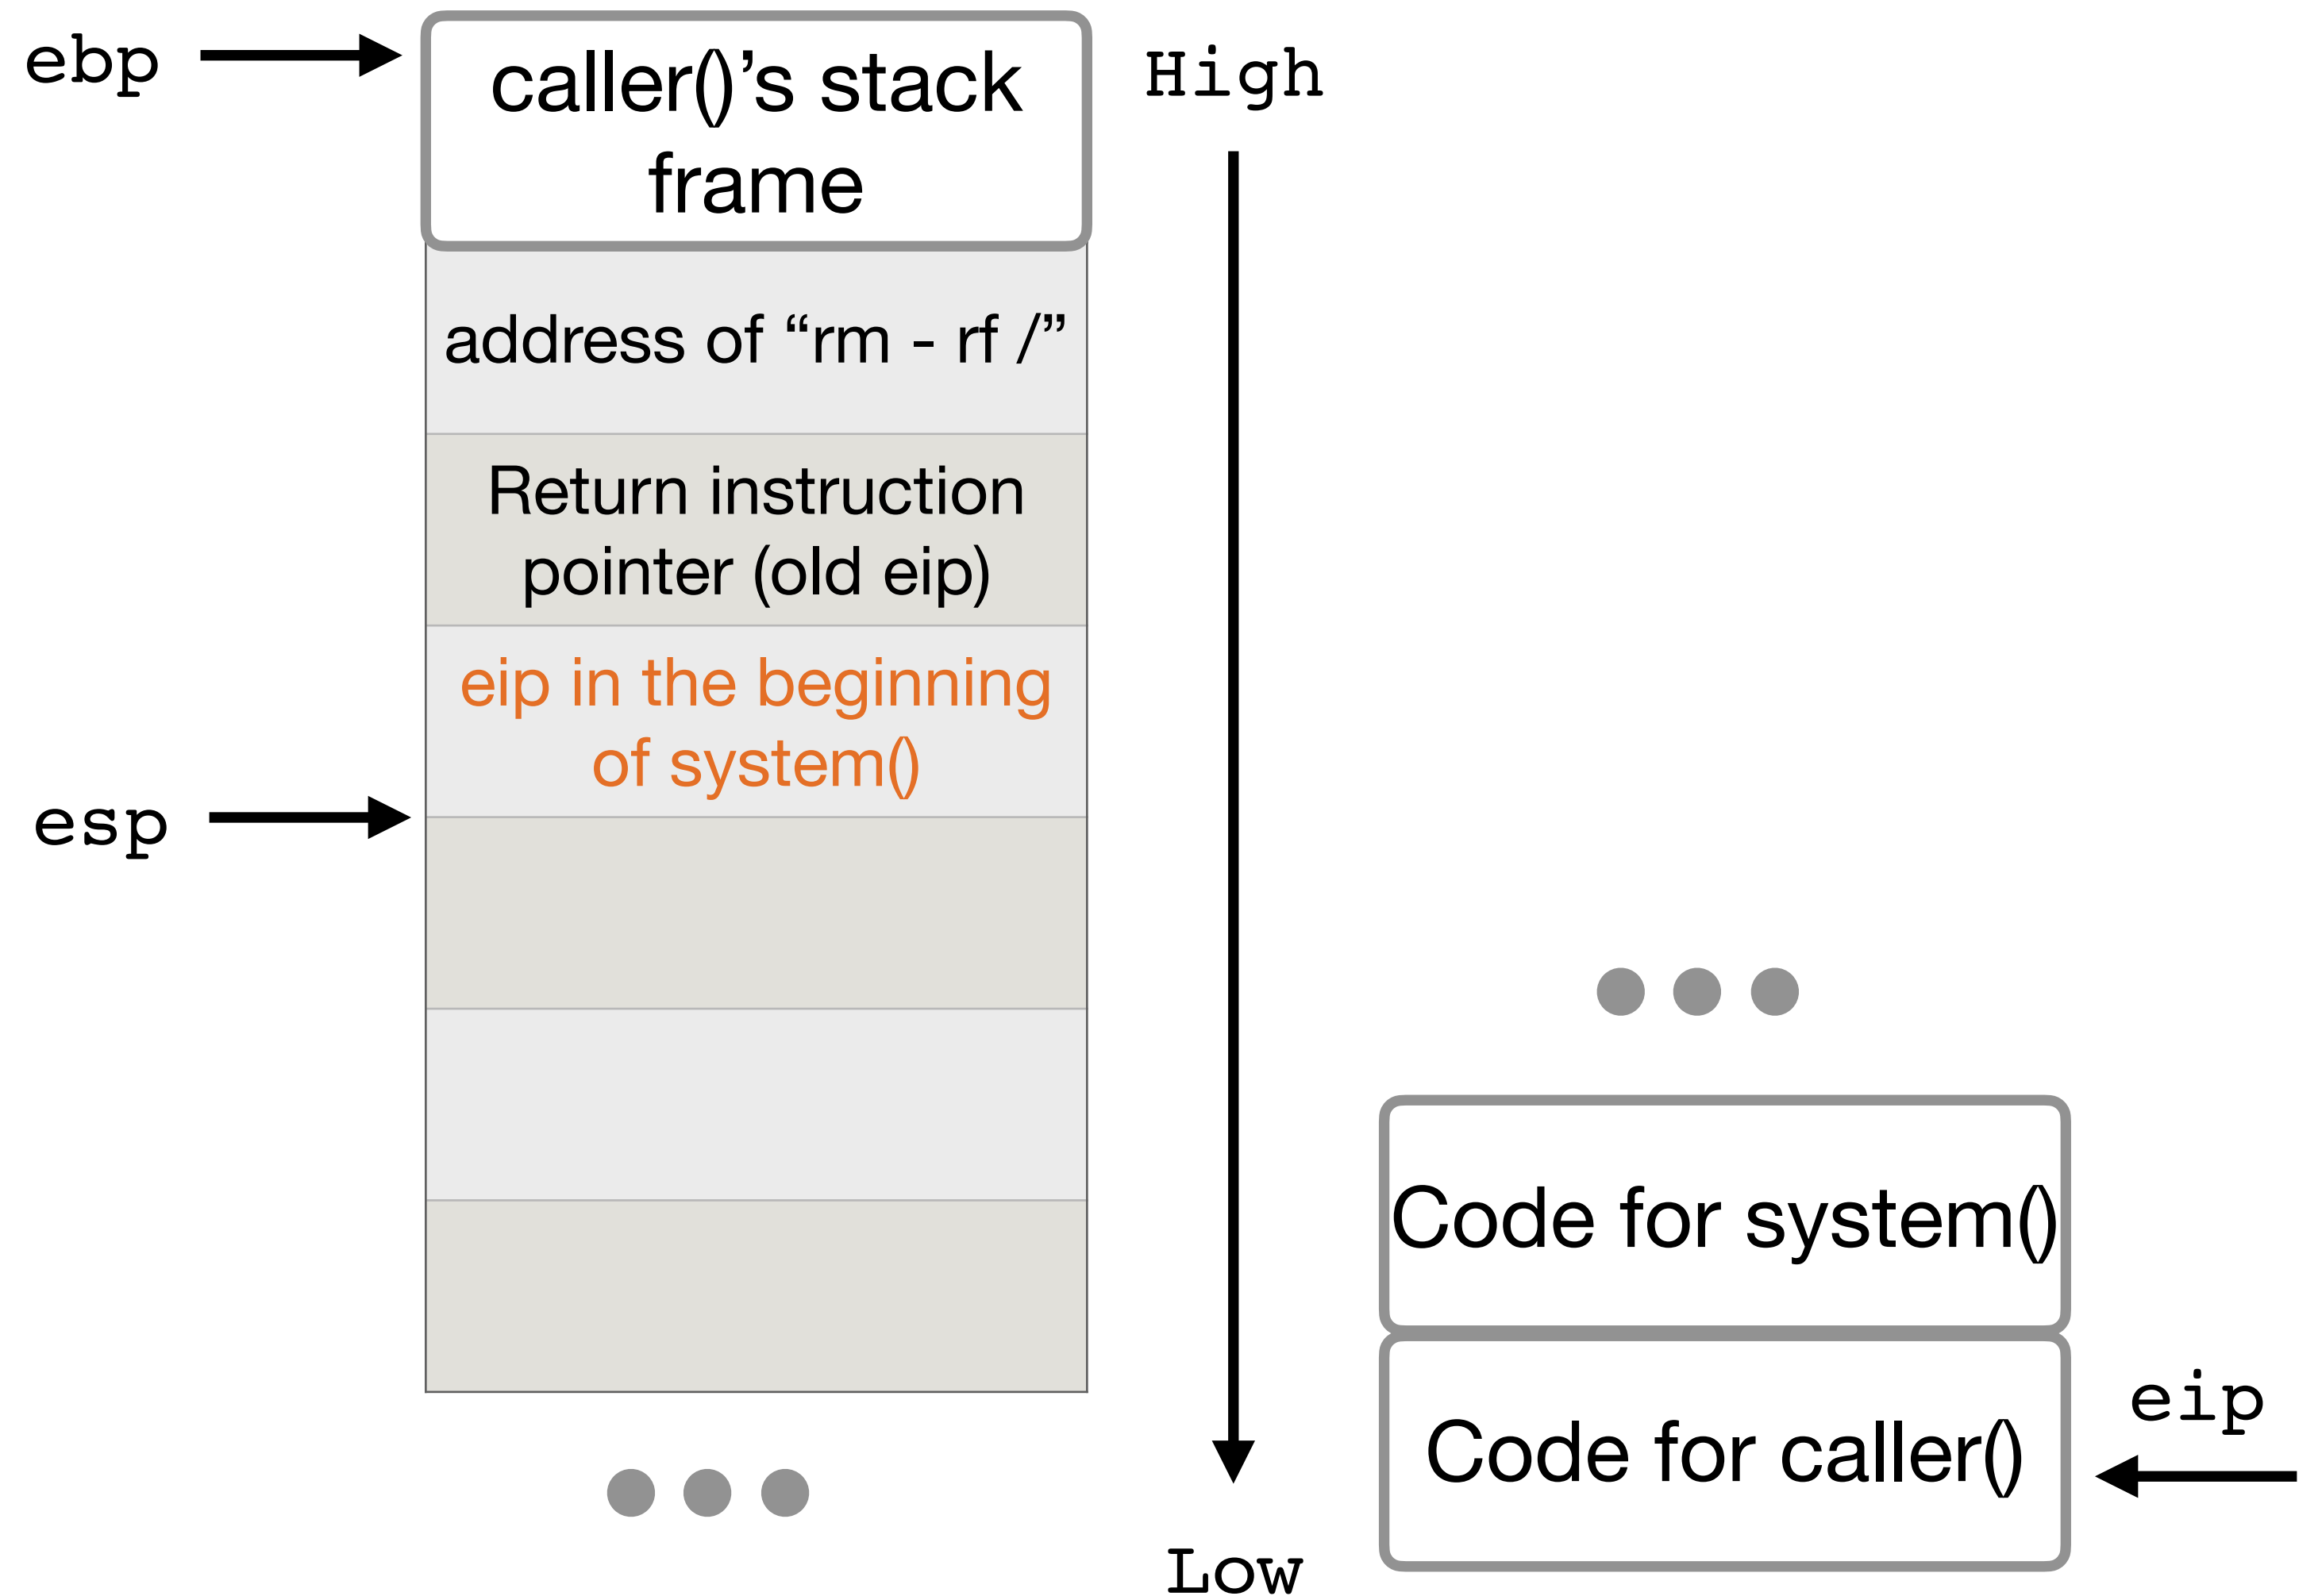 ebp
caller()’s stack
frame
High
address of “rm - rf /”
Return instruction
pointer (old eip)
eip in the beginning
of system()
esp
Code for system()
Code for caller()
eip
Low